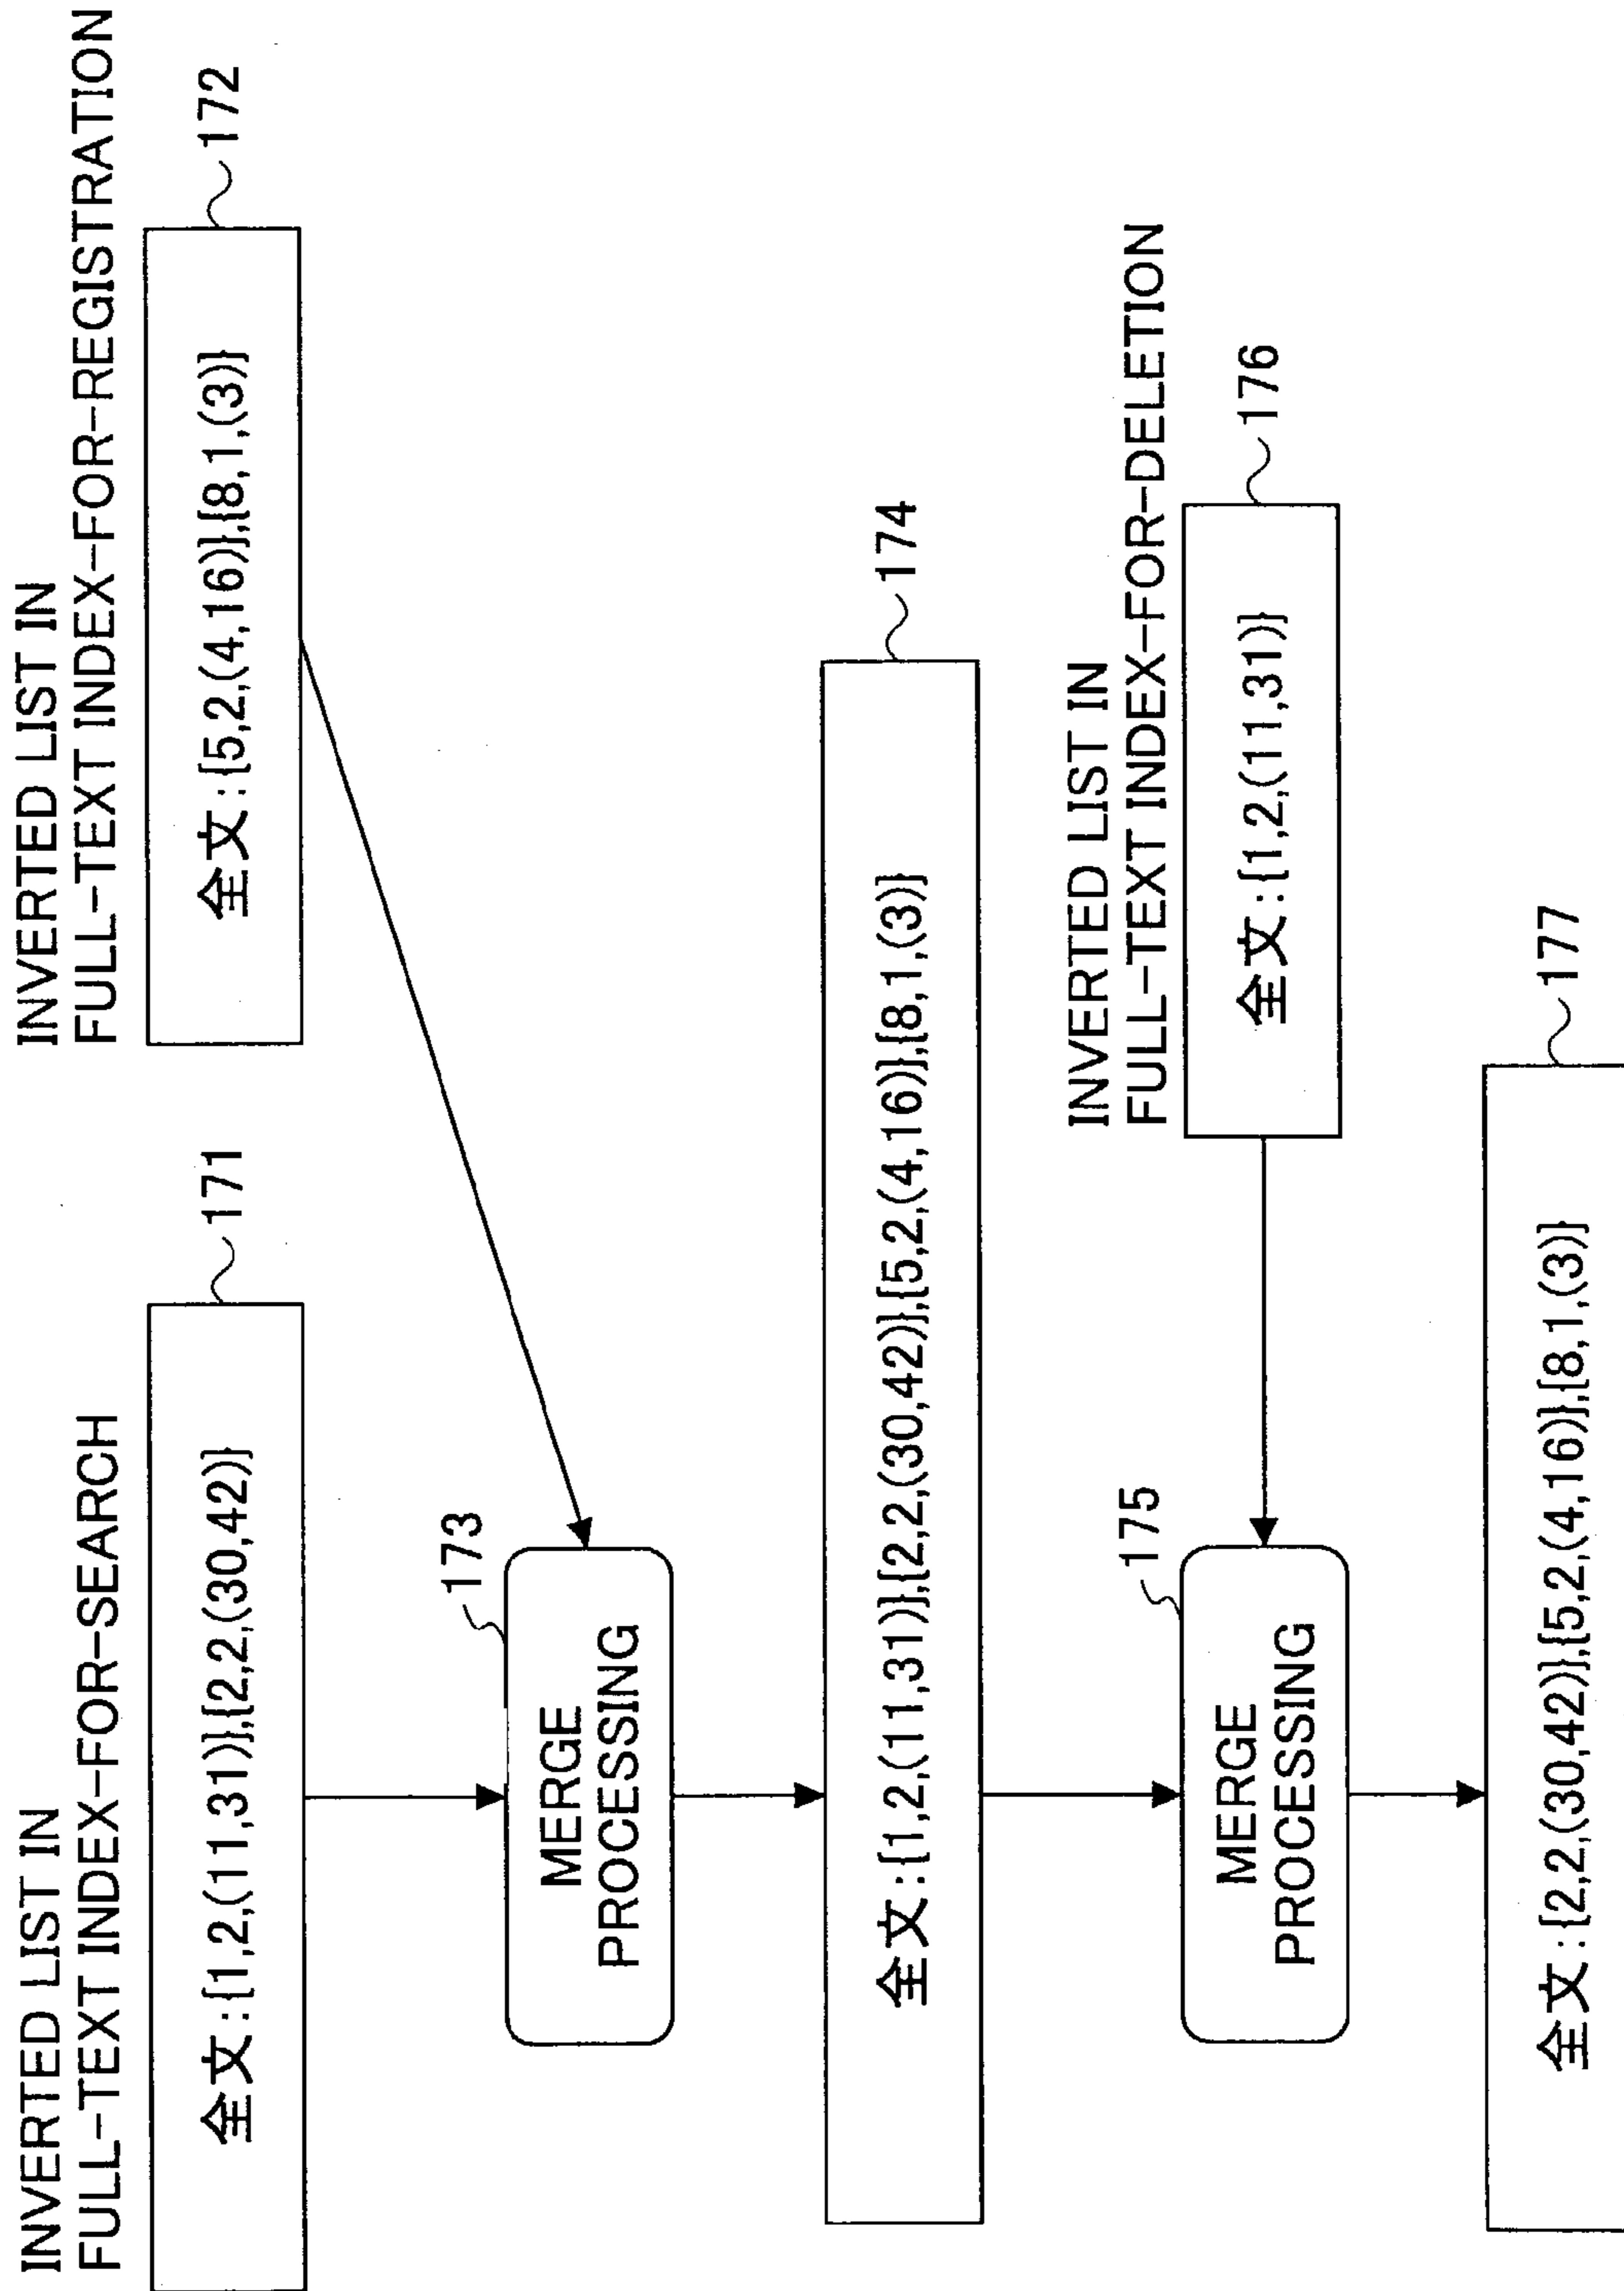 INVERTED LIST IN
FULL-TEXT INDEX-FOR-SEARCH
171
全文:{1,2,(11,31)},{2,2,(30,42)}
INVERTED LIST IN
FULL-TEXT INDEX-FOR-REGISTRATION
172
全文:{5,2,(4,16)},{8,1,(3)}
173
MERGE
PROCESSING
174
全文:{1,2,(11,31)},{2,2,(30,42)},{5,2,(4,16)},{8,1,(3)}
INVERTED LIST IN
FULL-TEXT INDEX-FOR-DELETION
176
全文:{1,2,(11,31)}
175
MERGE
PROCESSING
177
全文:{2,2,(30,42)},{5,2,(4,16)},{8,1,(3)}